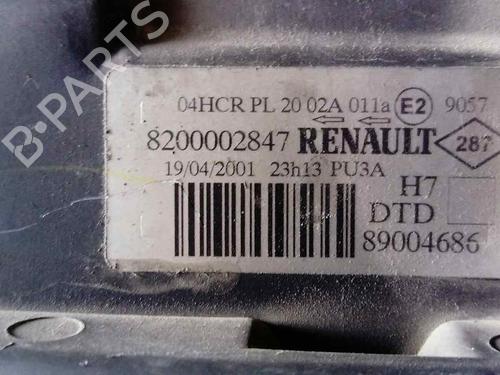 B-PARTS
04HCR PL 20 02A 011a E2 9057
8200002847 RENAULT 287
19/04/2001 23h13 PU3A
H7
DTD
89004686